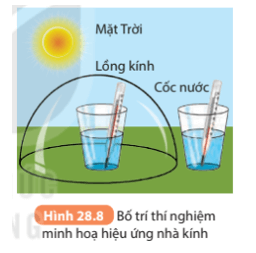 Mặt Trời
Lồng kính
Cốc nước
Hình 28.8 Bố trí thí nghiệm
minh hoạ hiệu ứng nhà kính